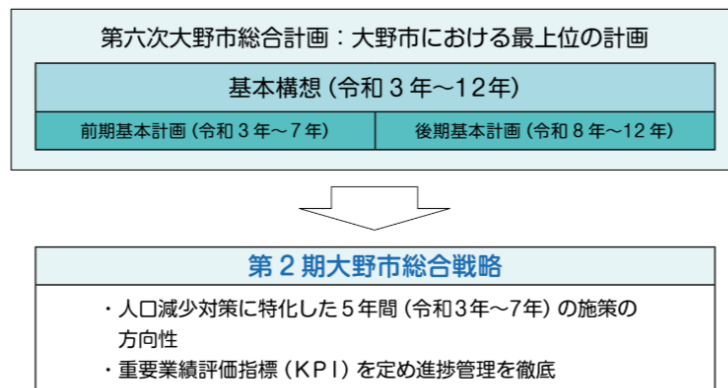 第六次大野市総合計画：大野市における最上位の計画
基本構想（令和３年～１２年）
前期基本計画（令和３年～７年）
後期基本計画（令和８年～１２年）
第２期大野市総合戦略
・人口減少対策に特化した５年間（令和３年～７年）の施策の
方向性
・重要業績評価指標（ＫＰＩ）を定め進捗管理を徹底